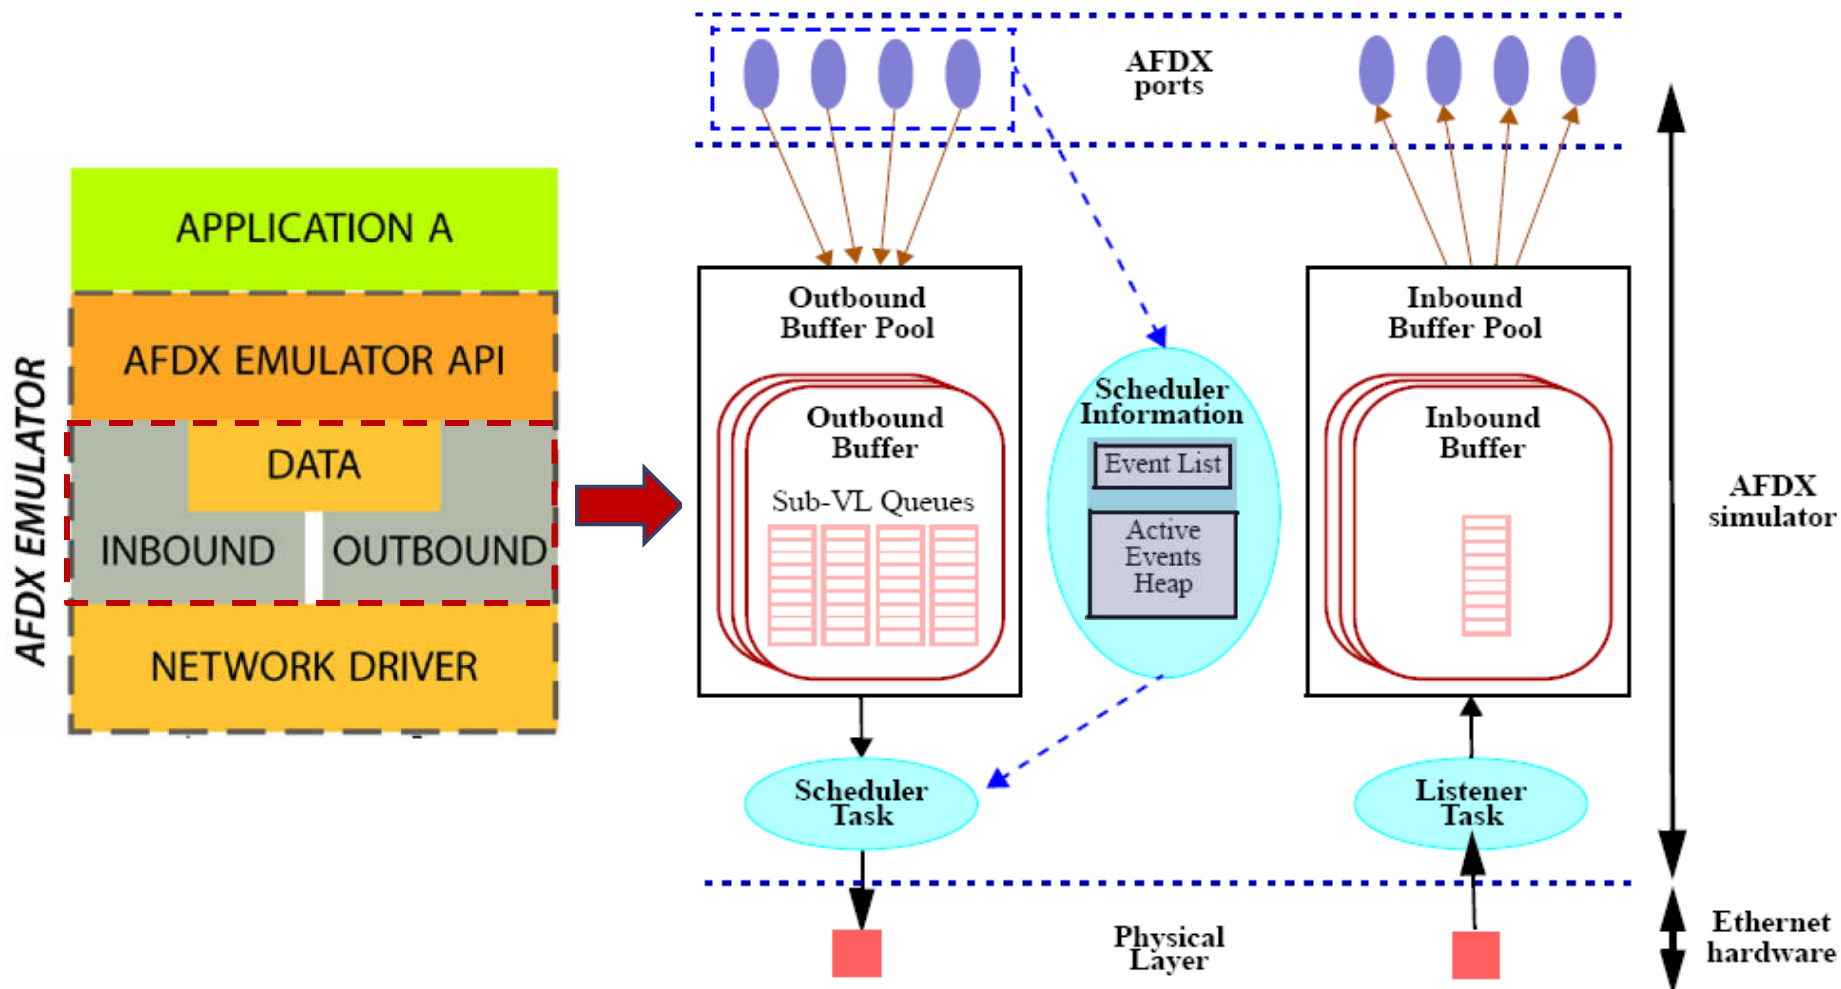 AFDX EMULATOR
APPLICATION A
AFDX EMULATOR API
DATA
INBOUND
OUTBOUND
NETWORK DRIVER
AFDX
ports
Outbound
Buffer Pool
Outbound
Buffer
Sub-VL Queues
Scheduler
Information
Event List
Active
Events
Heap
Inbound
Buffer Pool
Inbound
Buffer
Scheduler
Task
Listener
Task
AFDX
simulator
Physical
Layer
Ethernet
hardware